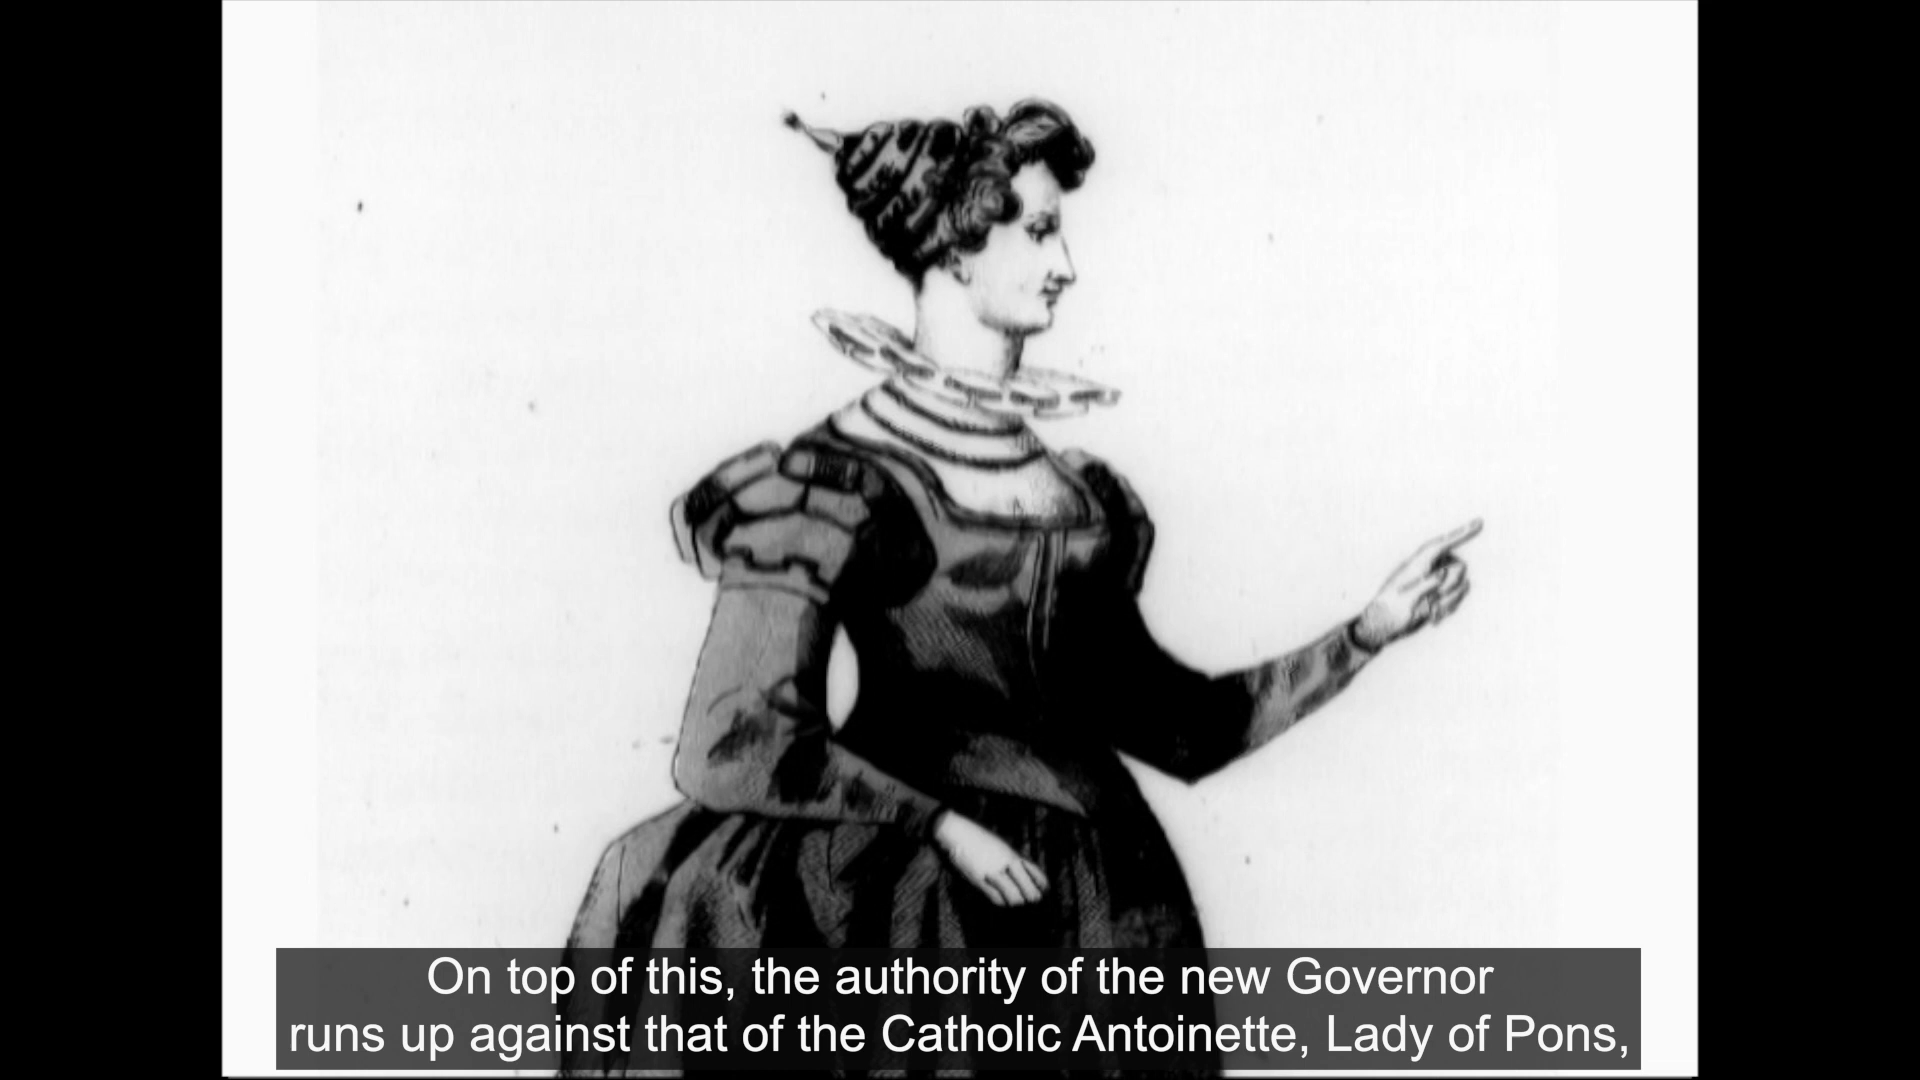 On top of this, the authority of the new Governor
runs up against that of the Catholic Antoinette, Lady of Pons,